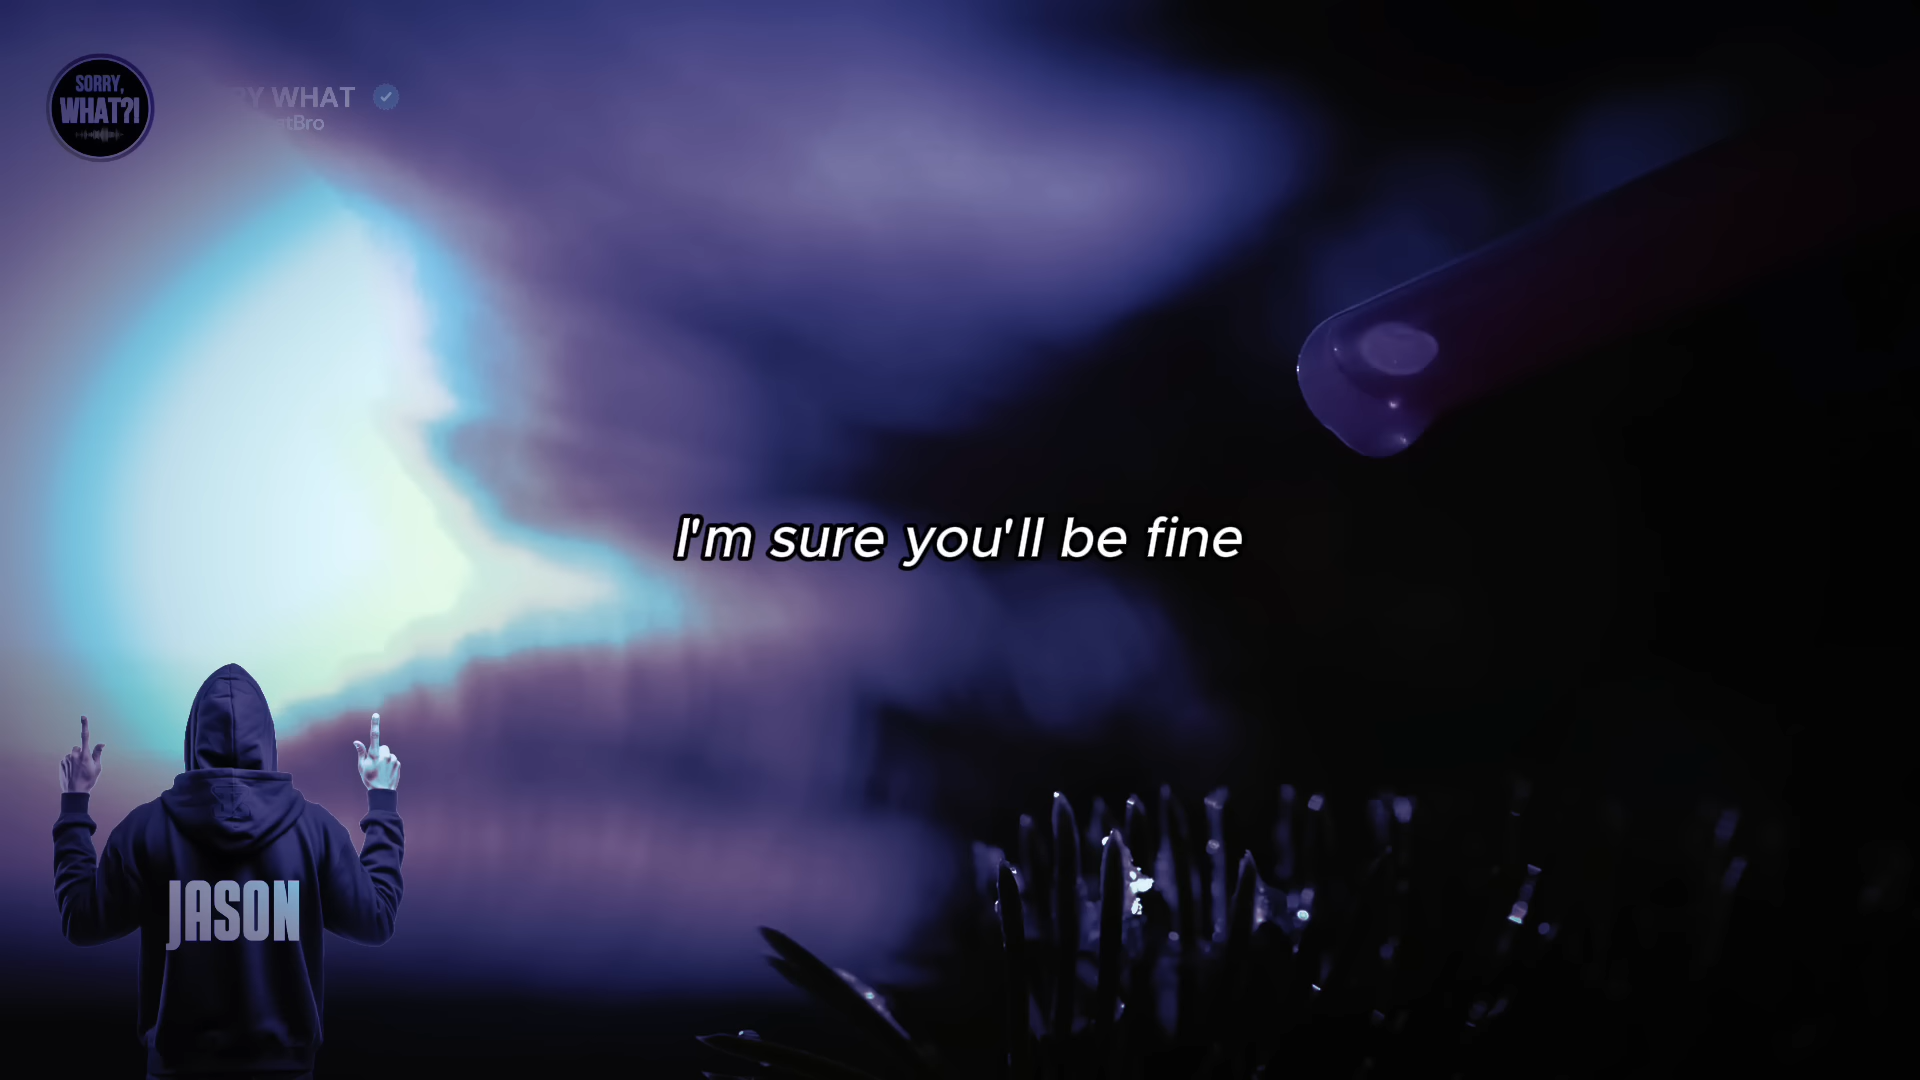 SORRY,
WHAT?!
WHAT
I'm sure you'll be fine
JASON